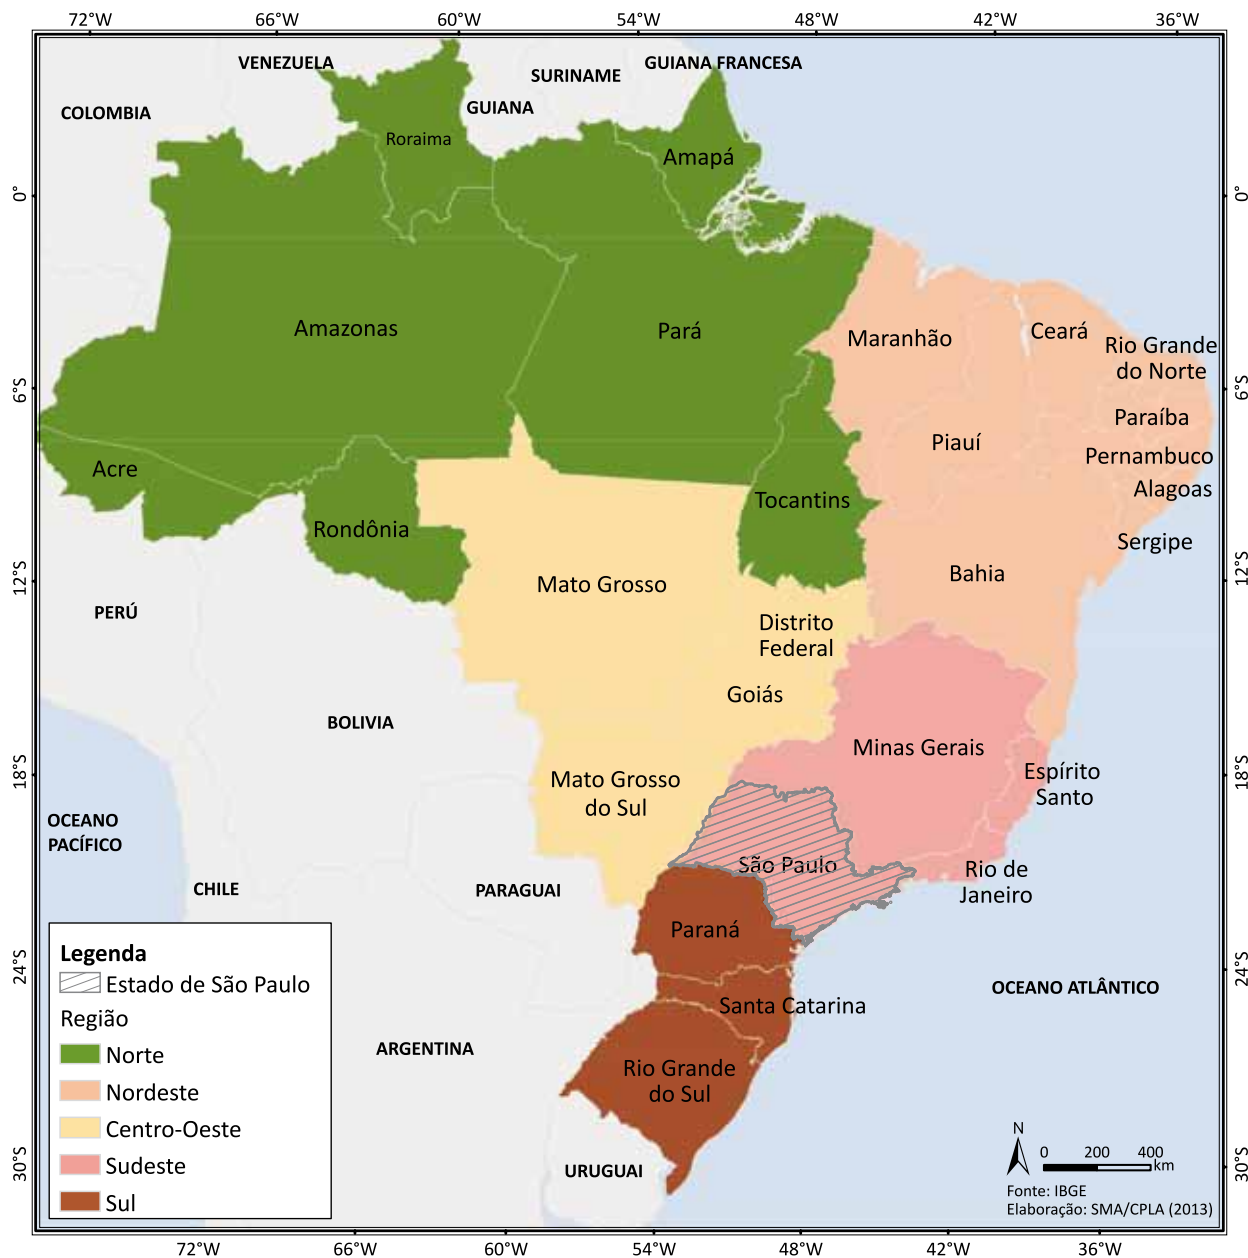 72°W 66°W 60°W 54°W 48°W 42°W 36°W
VENEZUELA
SURINAME
GUIANA FRANCESA
COLOMBIA
GUIANA
Roraima
Amapá
0°
0°
Amazonas
Pará
Maranhão
Ceará
Rio Grande
do Norte
6°S
6°S
Paraíba
Piauí
Pernambuco
Acre
Alagoas
Tocantins
Rondônia
Sergipe
12°S
12°S
Bahia
Mato Grosso
PERÚ
Distrito
Federal
Goiás
BOLIVIA
Minas Gerais
18°S
18°S
Espírito
Santo
Mato Grosso
do Sul
OCEANO
PACÍFICO
São Paulo
Rio de
Janeiro
CHILE
PARAGUAI
Paraná
24°S
24°S
OCEANO ATLÂNTICO
Santa Catarina
ARGENTINA
Rio Grande
do Sul
URUGUAI
30°S
30°S
Legenda
Estado de São Paulo
Região
Norte
Nordeste
Centro-Oeste
Sudeste
Sul
N
0 200 400
km
Fonte: IBGE
Elaboração: SMA/CPLA (2013)
72°W 66°W 60°W 54°W 48°W 42°W 36°W